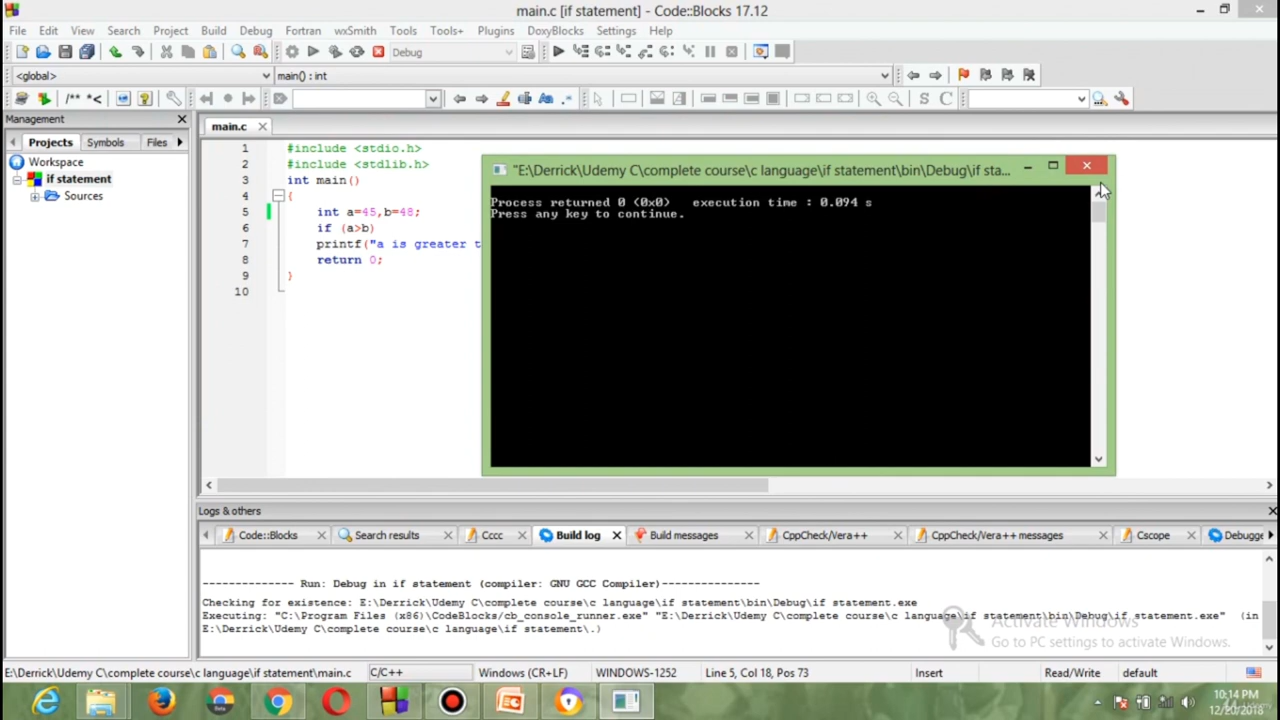 main.c [if statement] - Code::Blocks 17.12
File Edit View Search Project Build Debug Fortran wxSmith Tools Tools+ Plugins DoxyBlocks Settings Help
Debug
<global> main() : int
/** *<
S C
Management
main.c
Projects Symbols Files
Workspace
if statement
Sources
1 #include <stdio.h>
2 #include <stdlib.h>
3 int main()
4 {
5 int a=45,b=48;
6 if (a>b)
7 printf("a is greater t
8 return 0;
9 }
10
"E:\Derrick\Udemy C\complete course\c language\if statement\bin\Debug\if sta...
Process returned 0 (0x0) execution time : 0.094 s
Press any key to continue.
Logs & others
Code::Blocks Search results Cccc Build log Build messages CppCheck/Vera++ CppCheck/Vera++ messages Cscope Debugge
-------------- Run: Debug in if statement (compiler: GNU GCC Compiler)---------------
Checking for existence: E:\Derrick\Udemy C\complete course\c language\if statement\bin\Debug\if statement.exe
Executing: "C:\Program Files (x86)\CodeBlocks/cb_console_runner.exe" "E:\Derrick\Udemy C\complete course\c language\if statement\bin\Debug\if statement.exe" (in
E:\Derrick\Udemy C\complete course\c language\if statement\.)
Activate Windows
Go to PC settings to activate Windows.
E:\Derrick\Udemy C\complete course\c language\if statement\main.c C/C++ Windows (CR+LF) WINDOWS-1252 Line 5, Col 18, Pos 73 Insert Read/Write default
10:14 PM
12/20/2018